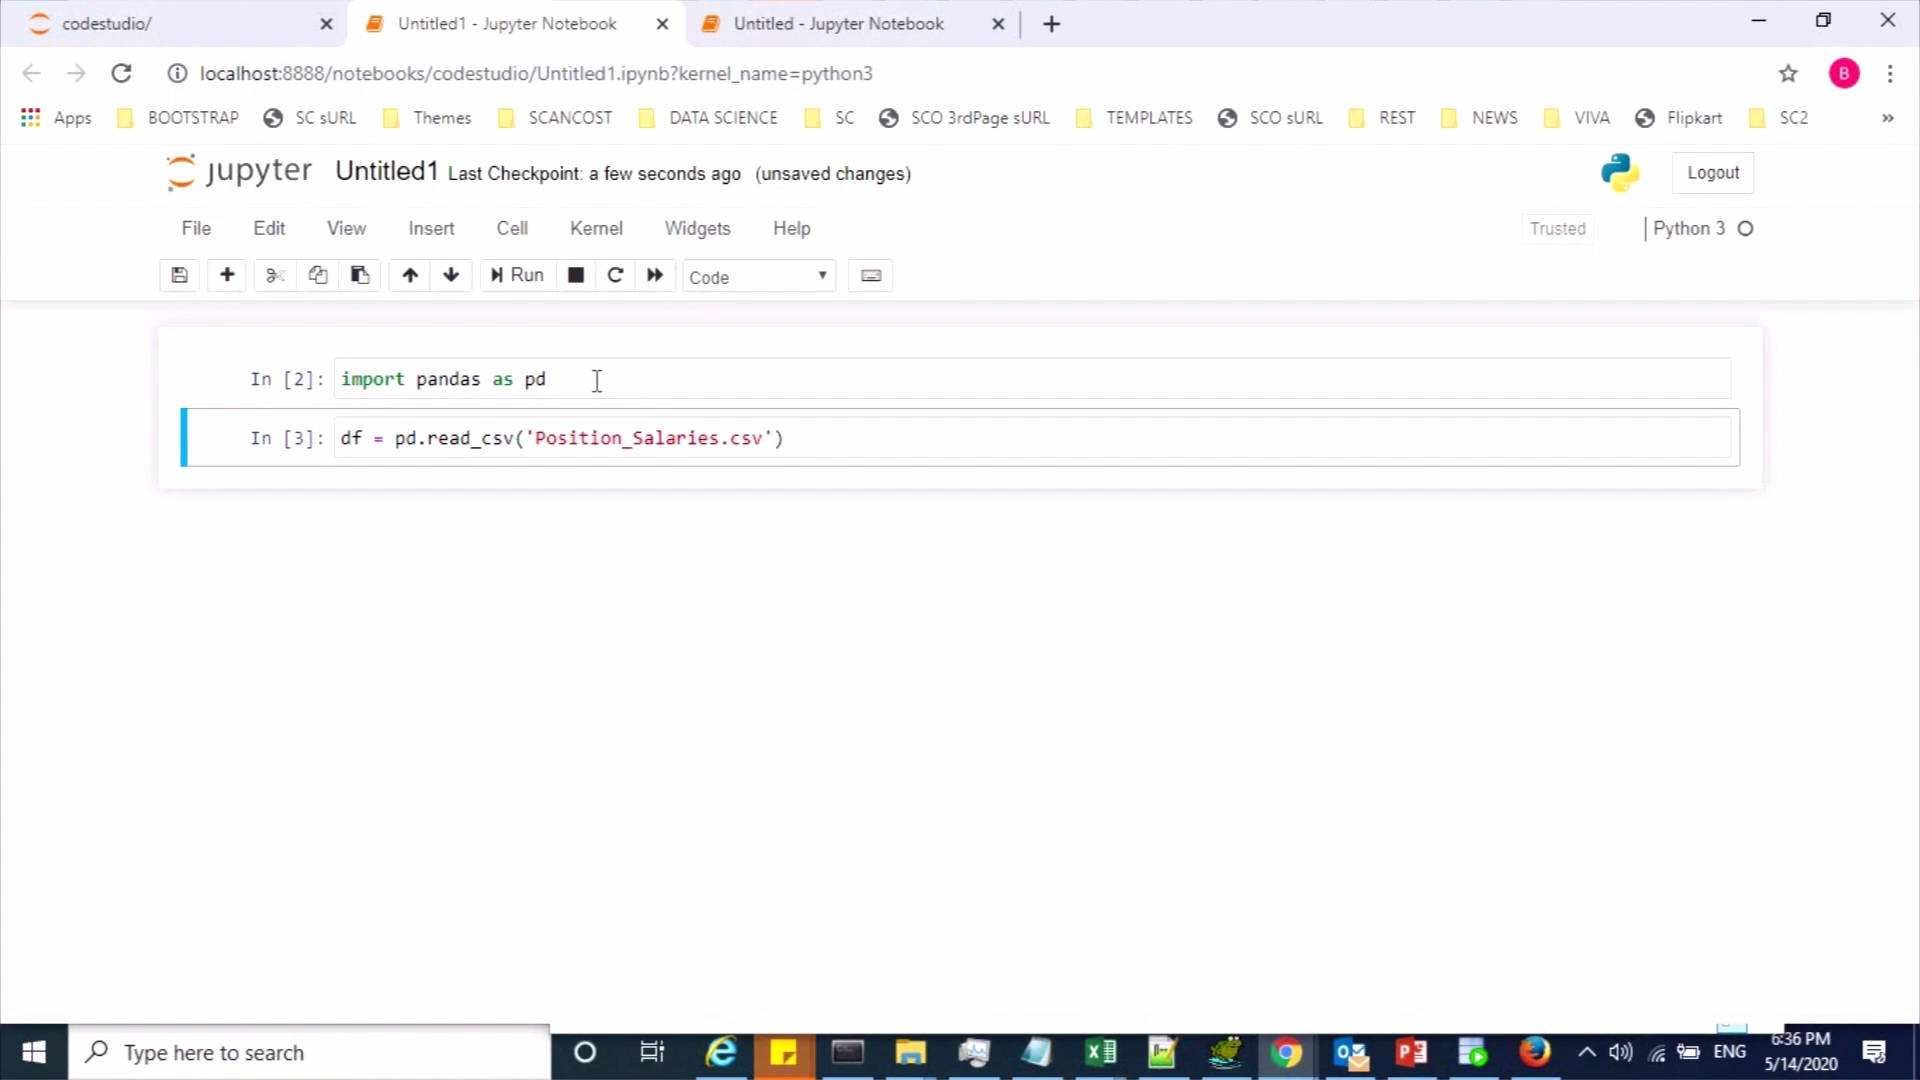 codestudio/
Untitled1 - Jupyter Notebook
Untitled - Jupyter Notebook
localhost:8888/notebooks/codestudio/Untitled1.ipynb?kernel_name=python3
B
Apps BOOTSTRAP SC sURL Themes SCANCOST DATA SCIENCE SC SCO 3rdPage sURL TEMPLATES SCO sURL REST NEWS VIVA Flipkart SC2 »
jupyter Untitled1 Last Checkpoint: a few seconds ago (unsaved changes)
Logout
File Edit View Insert Cell Kernel Widgets Help
Trusted
Python 3
Run
Code
In [2]: import pandas as pd
In [3]: df = pd.read_csv('Position_Salaries.csv')
Type here to search
ENG
6:36 PM
5/14/2020